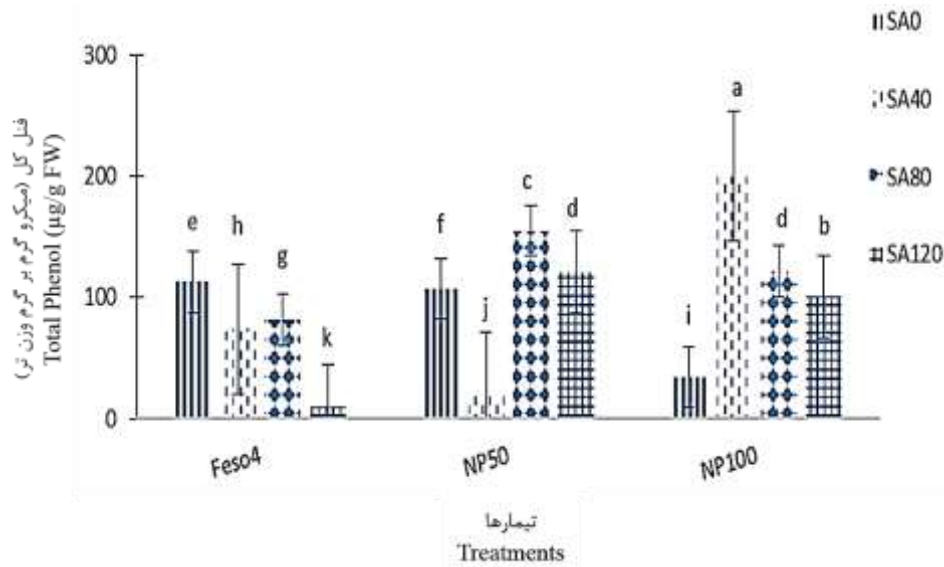 SA0
SA40
SA80
SA120
فنل کل (میکرو گرم بر گرم وزن تر)
Total Phenol (µg/g FW)
300
200
100
0
e
h
g
k
f
j
c
d
i
a
d
b
Feso4
NP50
NP100
تیمارها
Treatments